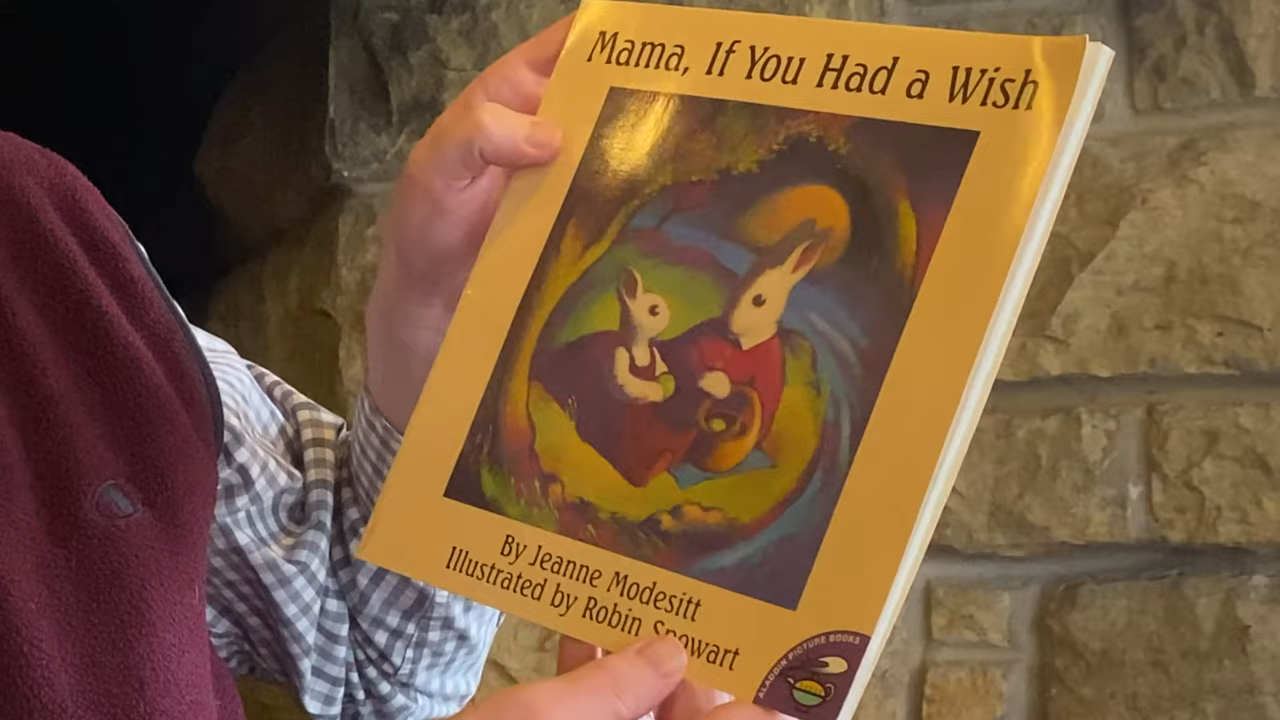 Mama, If You Had a Wish
By Jeanne Modesitt
Illustrated by Robin Spowart
ALADDIN PICTURE BOOKS